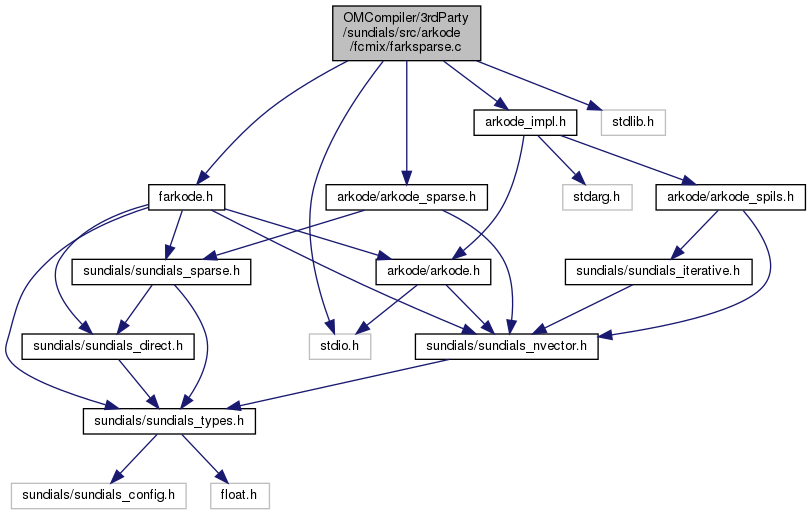 OMCompiler/3rdParty
/sundials/src/arkode
/fcmix/farksparse.c
arkode_impl.h
stdlib.h
farkode.h
arkode/arkode_sparse.h
stdarg.h
arkode/arkode_spils.h
sundials/sundials_sparse.h
arkode/arkode.h
sundials/sundials_iterative.h
sundials/sundials_direct.h
stdio.h
sundials/sundials_nvector.h
sundials/sundials_types.h
sundials/sundials_config.h
float.h